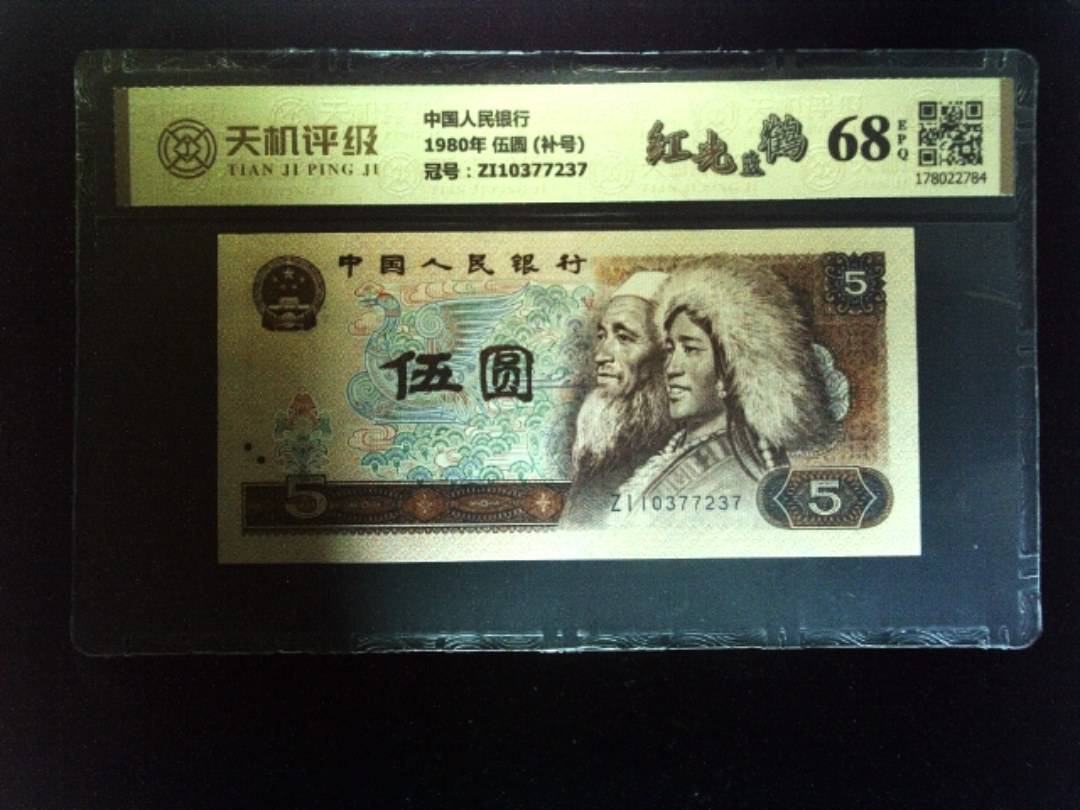 天机评级
TIAN JI PING JI
中国人民银行
1980年 伍圆 (补号)
冠号：ZI10377237
红光蓝鹤
68
EPQ
178022784
中国人民银行
5
伍圆
5
ZI10377237
5